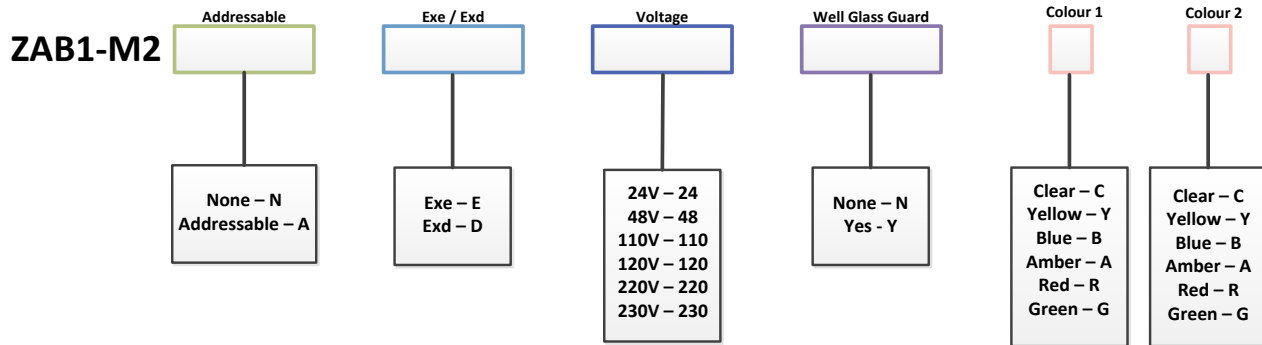 Addressable
Exe / Exd
Voltage
Well Glass Guard
Colour 1
Colour 2
ZAB1-M2
None – N
Addressable – A
Exe – E
Exd – D
24V – 24
48V – 48
110V – 110
120V – 120
220V – 220
230V – 230
None – N
Yes - Y
Clear – C
Yellow – Y
Blue – B
Amber – A
Red – R
Green – G
Clear – C
Yellow – Y
Blue – B
Amber – A
Red – R
Green – G